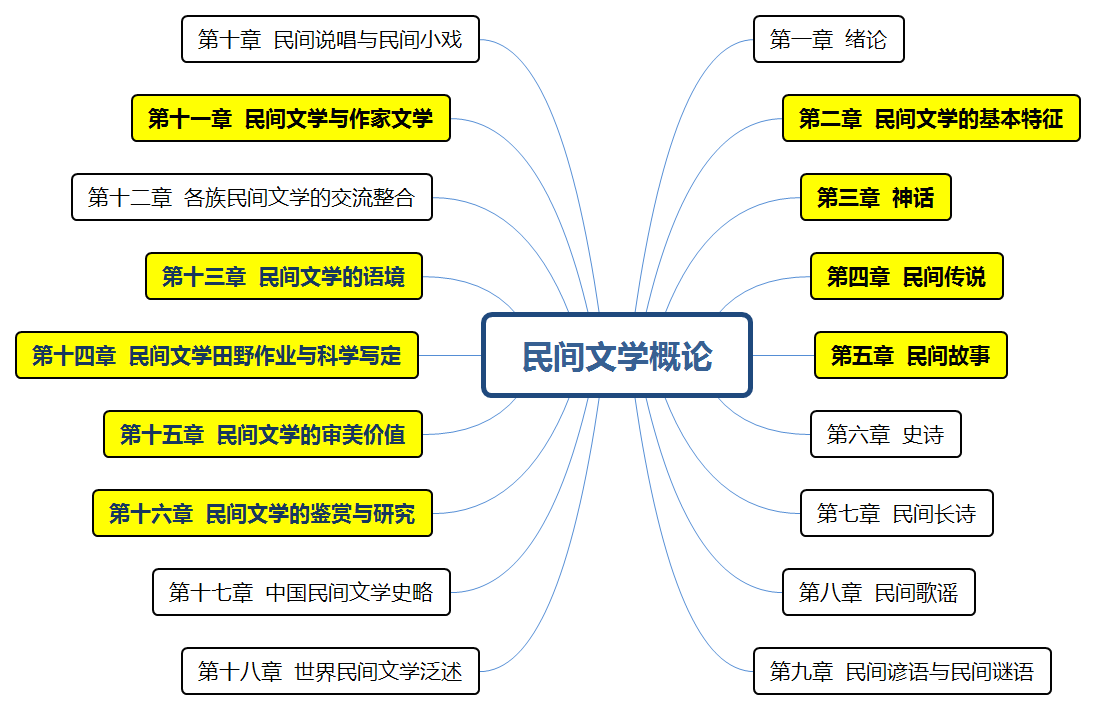 民间文学概论
第一章 绪论
第二章 民间文学的基本特征
第三章 神话
第四章 民间传说
第五章 民间故事
第六章 史诗
第七章 民间长诗
第八章 民间歌谣
第九章 民间谚语与民间谜语
第十章 民间说唱与民间小戏
第十一章 民间文学与作家文学
第十二章 各族民间文学的交流整合
第十三章 民间文学的语境
第十四章 民间文学田野作业与科学写定
第十五章 民间文学的审美价值
第十六章 民间文学的鉴赏与研究
第十七章 中国民间文学史略
第十八章 世界民间文学泛述